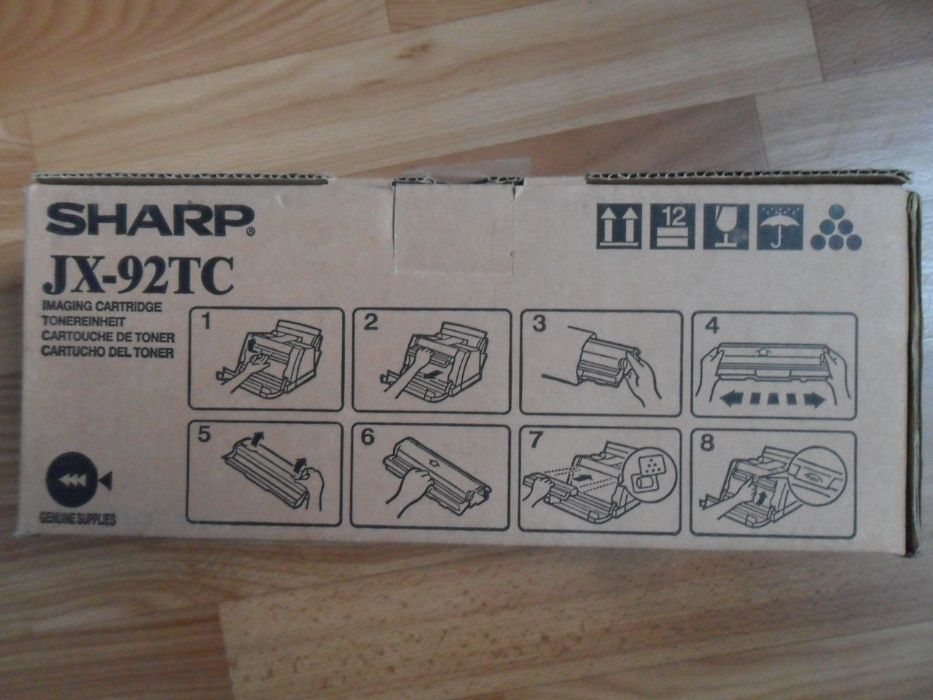 SHARP®
JX-92TC
IMAGING CARTRIDGE
TONEREINHEIT
CARTOUCHE DE TONER
CARTUCHO DEL TONER
12
1
2
3
4
5
6
7
8
GENUINE SUPPLIES